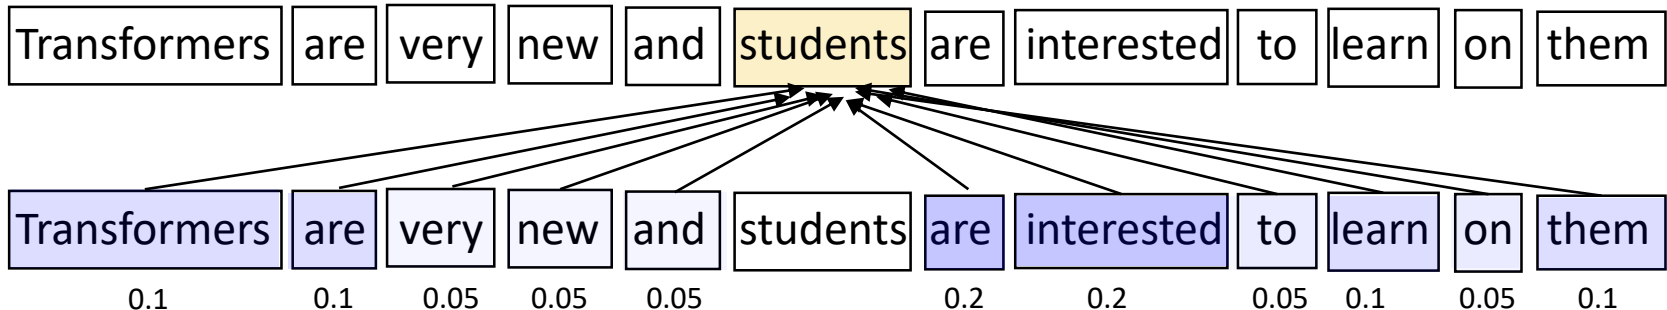 Transformers are very new and students are interested to learn on them
Transformers are very new and students are interested to learn on them
0.1 0.1 0.05 0.05 0.05 0.2 0.2 0.05 0.1 0.05 0.1